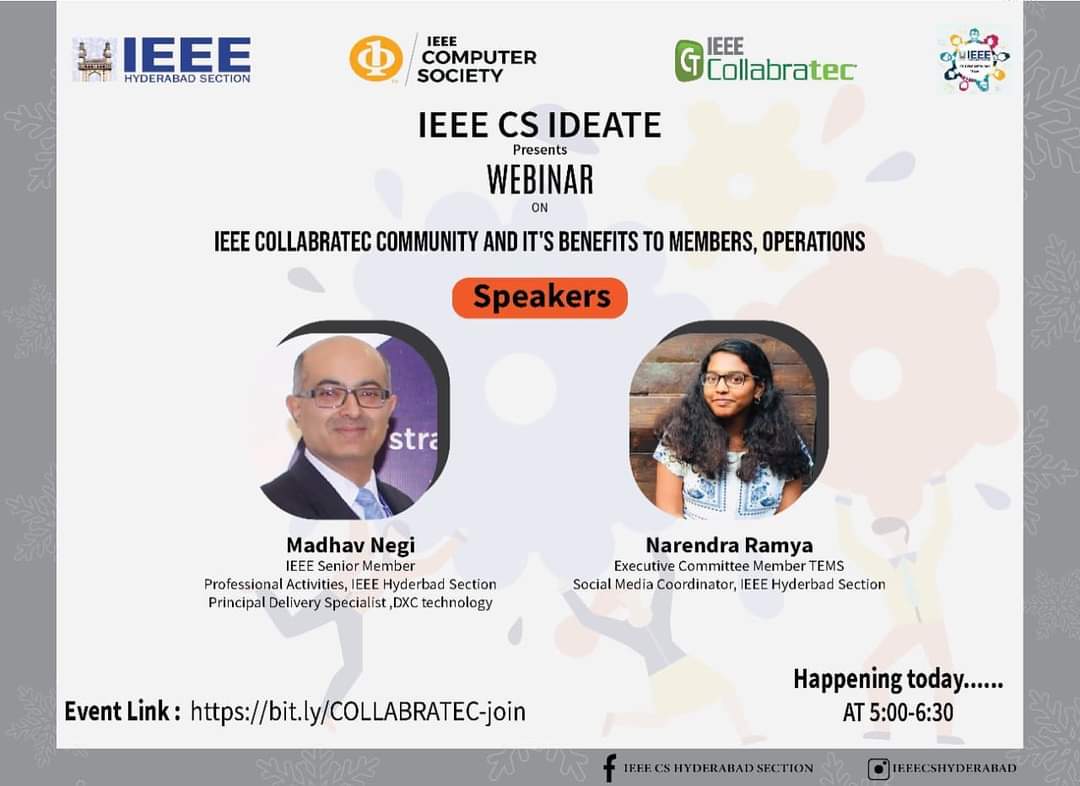 IEEE
HYDERABAD SECTION
IEEE
COMPUTER
SOCIETY
IEEE
Collabratec
IEEE
IEEE CS IDEATE
Presents
WEBINAR
ON
IEEE COLLABRATEC COMMUNITY AND IT'S BENEFITS TO MEMBERS, OPERATIONS
Speakers
stra
Madhav Negi
IEEE Senior Member
Professional Activities, IEEE Hyderbad Section
Principal Delivery Specialist ,DXC technology
Narendra Ramya
Executive Committee Member TEMS
Social Media Coordinator, IEEE Hyderbad Section
Event Link : https://bit.ly/COLLABRATEC-join
Happening today......
AT 5:00-6:30
IEEE CS HYDERABAD SECTION
IEEECSHYDERABAD